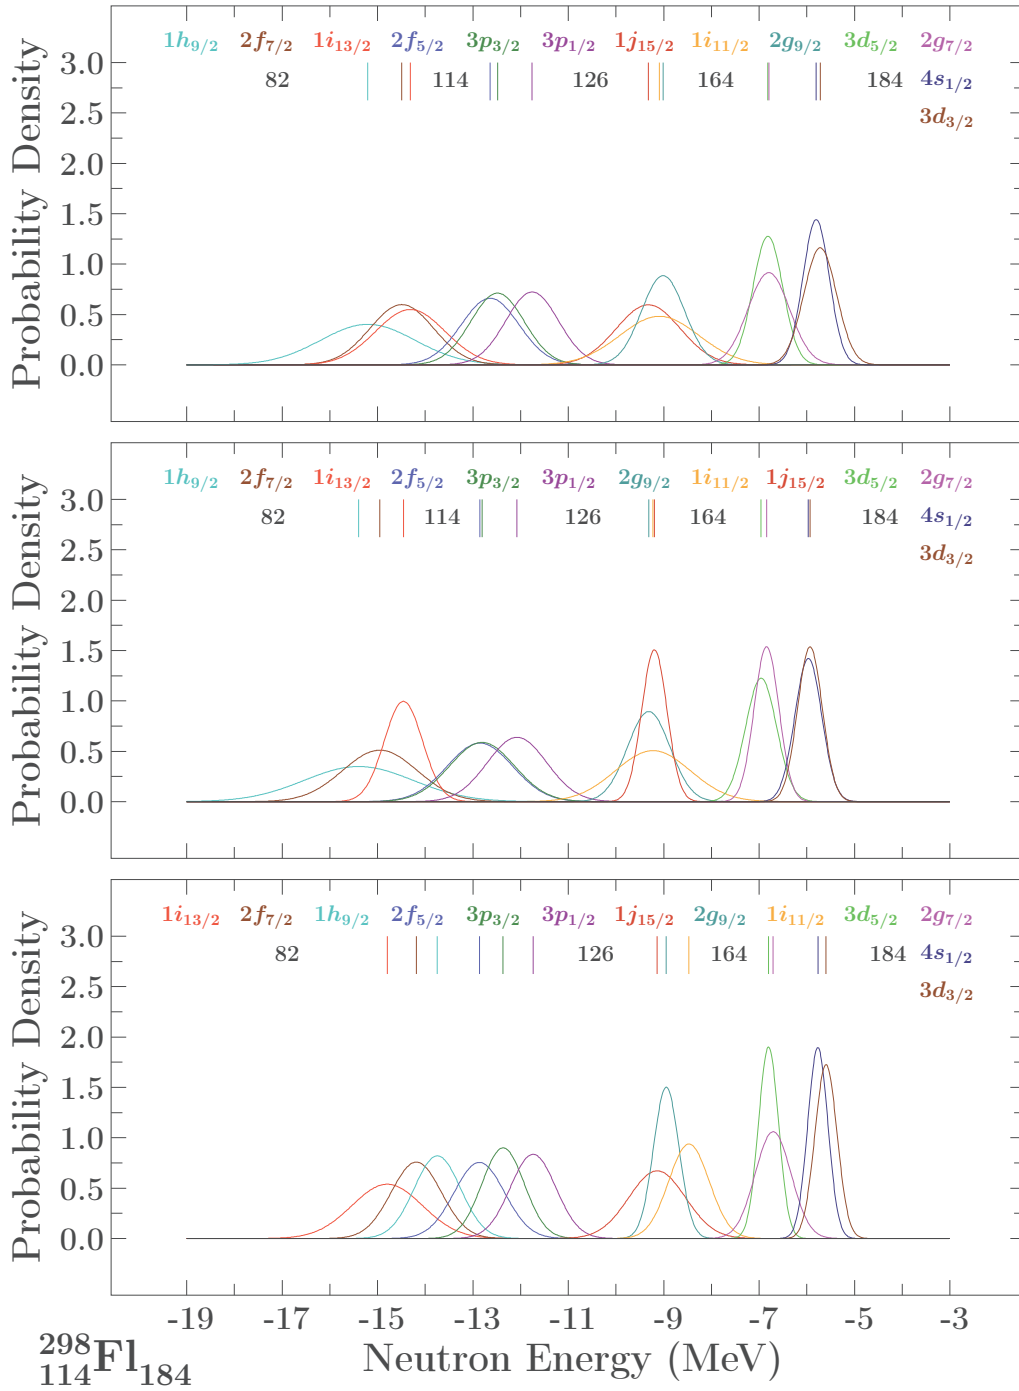 1h9/2 2f7/2 1i13/2 2f5/2 3p3/2 3p1/2 1j15/2 1i11/2 2g9/2 3d5/2 2g7/2
82 114 126 164 184 4s1/2
3d3/2
3.0
2.5
2.0
1.5
1.0
0.5
0.0
Probability Density
1h9/2 2f7/2 1i13/2 2f5/2 3p3/2 3p1/2 2g9/2 1i11/2 1j15/2 3d5/2 2g7/2
82 114 126 164 184 4s1/2
3d3/2
3.0
2.5
2.0
1.5
1.0
0.5
0.0
Probability Density
1i13/2 2f7/2 1h9/2 2f5/2 3p3/2 3p1/2 1j15/2 2g9/2 1i11/2 3d5/2 2g7/2
82 114 126 164 184 4s1/2
3d3/2
3.0
2.5
2.0
1.5
1.0
0.5
0.0
Probability Density
-19 -17 -15 -13 -11 -9 -7 -5 -3
298 114 Fl 184
Neutron Energy (MeV)